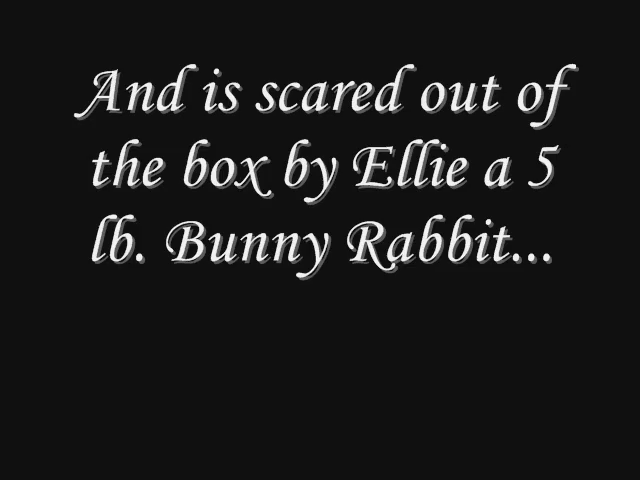 And is scared out of
the box by Ellie a 5
lb. Bunny Rabbit...